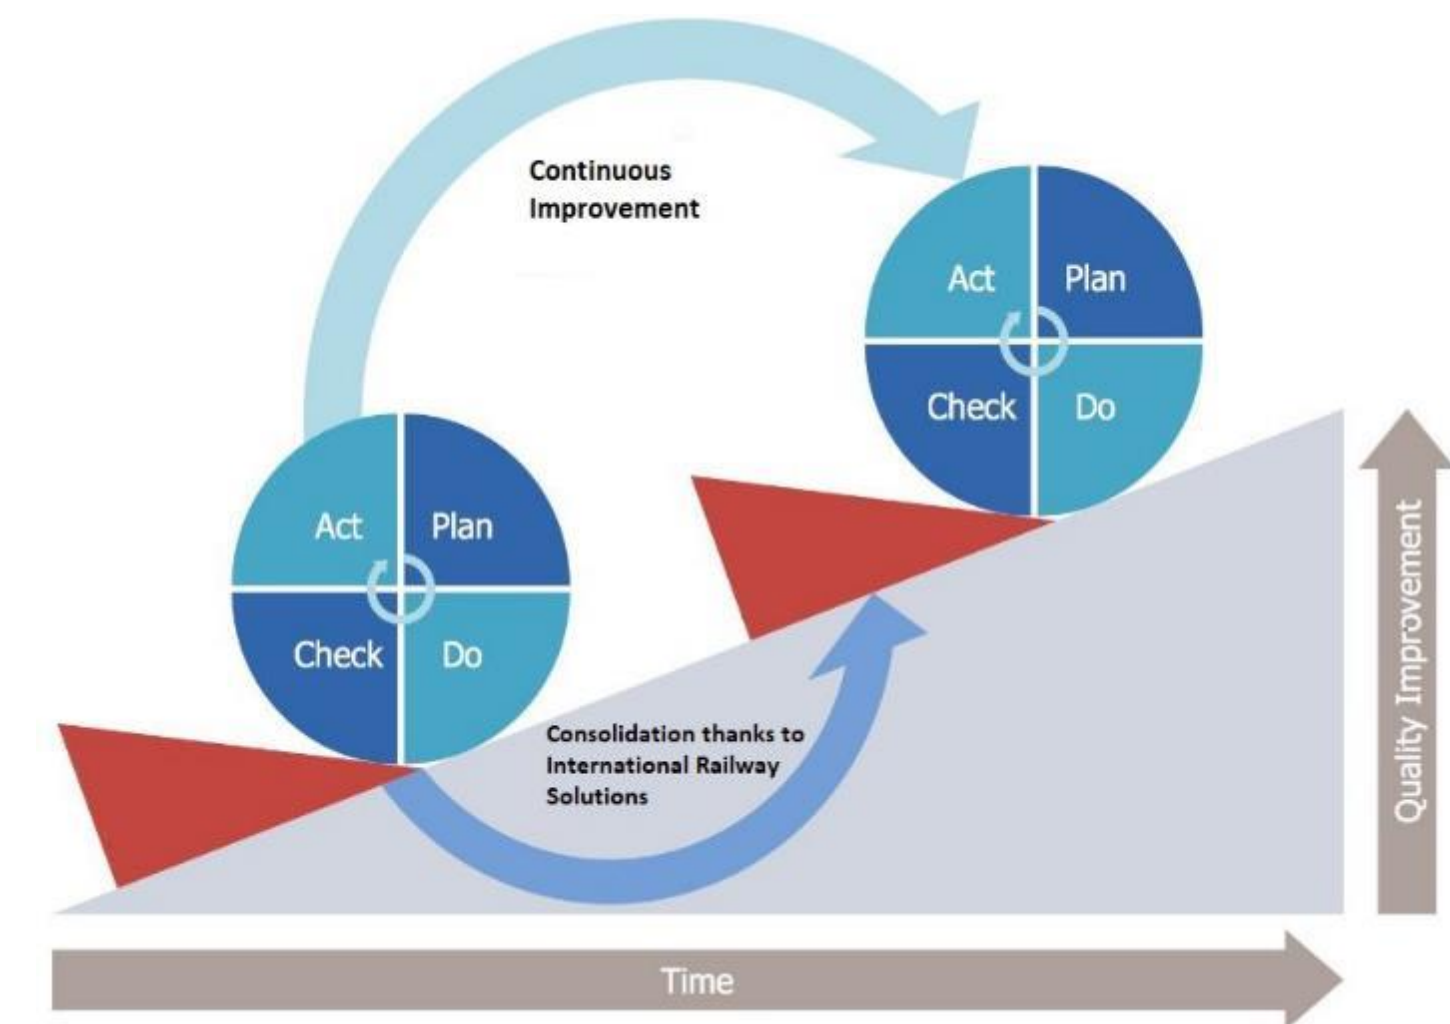 Continuous
Improvement
Act
Plan
Check
Do
Act
Plan
Check
Do
Consolidation thanks to
International Railway
Solutions
Quality Improvement
Time